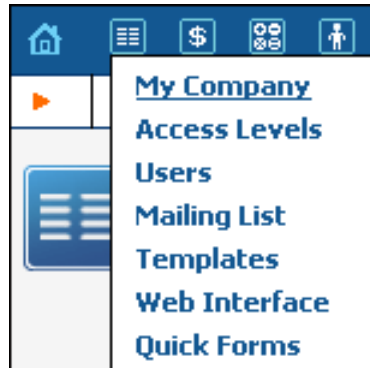 $
My Company
Access Levels
Users
Mailing List
Templates
Web Interface
Quick Forms